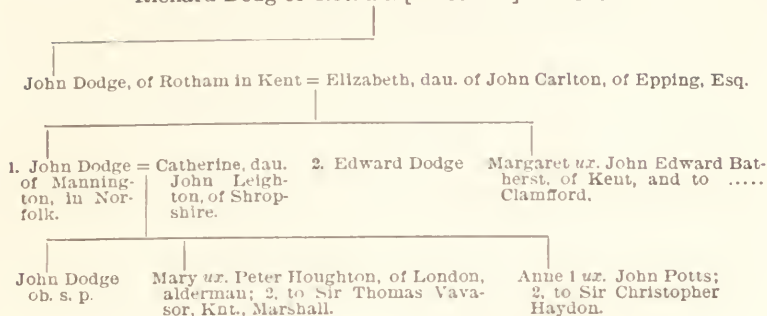 John Dodge, of Rotham in Kent = Elizabeth, dau. of John Carlton, of Epping, Esq.
1. John Dodge = Catherine, dau. 2. Edward Dodge Margaret ux. John Edward Bat-
of Manning- John Leigh- herst, of Kent, and to .....
ton, in Nor- ton, of Shrop- Clamfford.
folk. shire.
John Dodge Mary ux. Peter Houghton, of London, Anne 1 ux. John Potts;
ob. s. p. alderman; 2, to Sir Thomas Vava- 2, to Sir Christopher
sor, Knt., Marshall. Haydon.